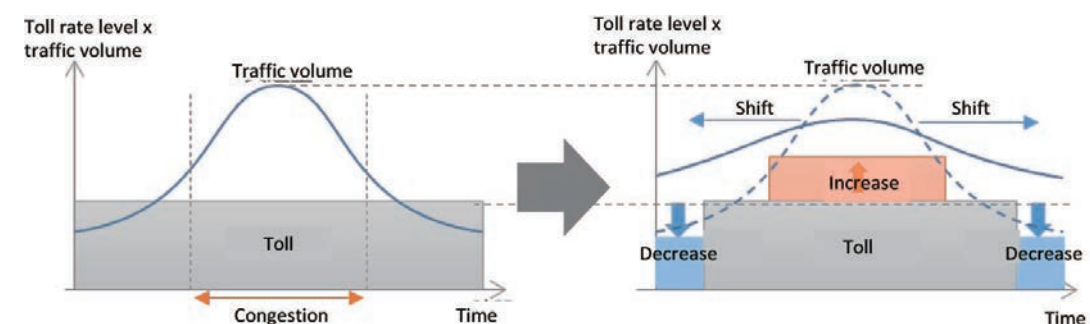 Toll rate level x
traffic volume
Traffic volume
Toll
Congestion
Time
Toll rate level x
traffic volume
Traffic volume
Shift
Shift
Increase
Decrease
Toll
Decrease
Time